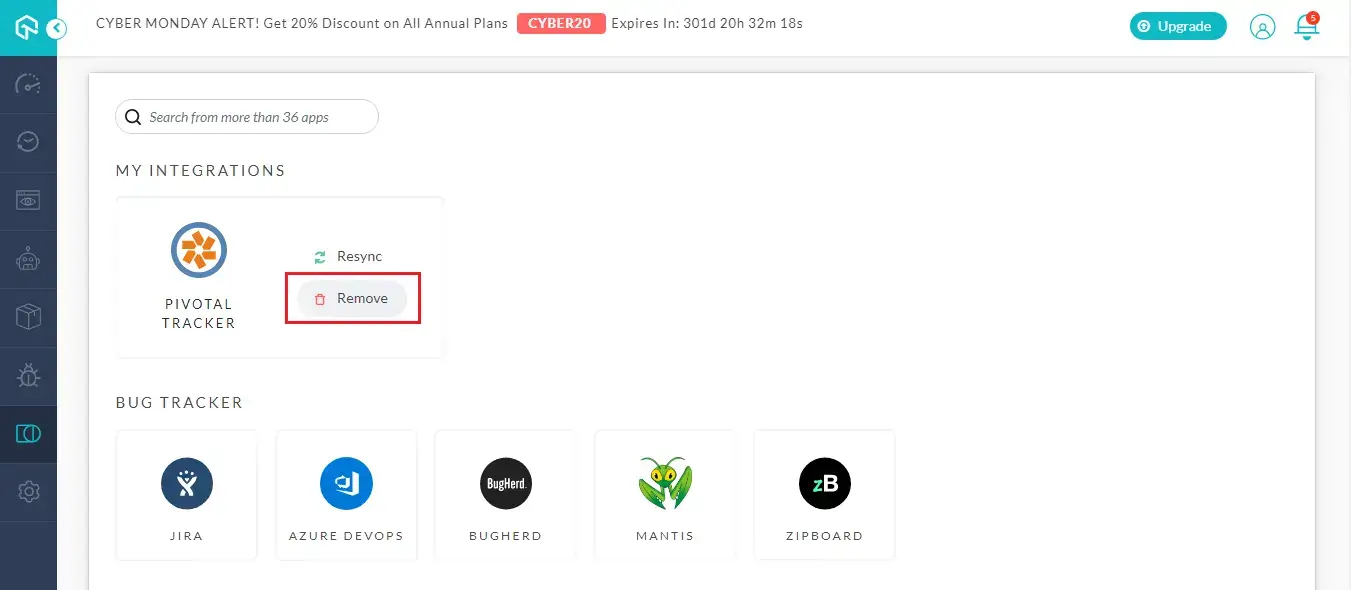 CYBER MONDAY ALERT! Get 20% Discount on All Annual Plans CYBER20 Expires In: 301d 20h 32m 18s
Upgrade
5
Search from more than 36 apps
MY INTEGRATIONS
Resync
Remove
PIVOTAL
TRACKER
BUG TRACKER
BugHerd.
zB
JIRA
AZURE DEVOPS
BUGHERD
MANTIS
ZIPBOARD